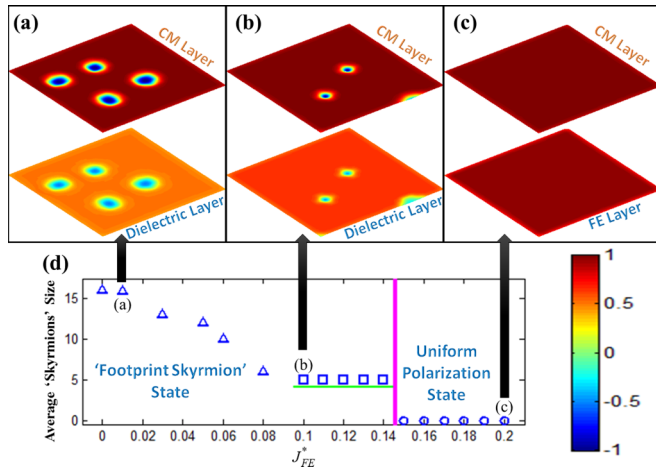 (a)
CM Layer
Dielectric Layer
(b)
CM Layer
Dielectric Layer
(c)
CM Layer
FE Layer
(d)
Average 'Skyrmions' Size
15
10
5
0
(a)
'Footprint Skyrmion'
State
(b)
Uniform
Polarization
State
(c)
0 0.02 0.04 0.06 0.08 0.1 0.12 0.14 0.16 0.18 0.2
J*FE
1
0.5
0
-0.5
-1